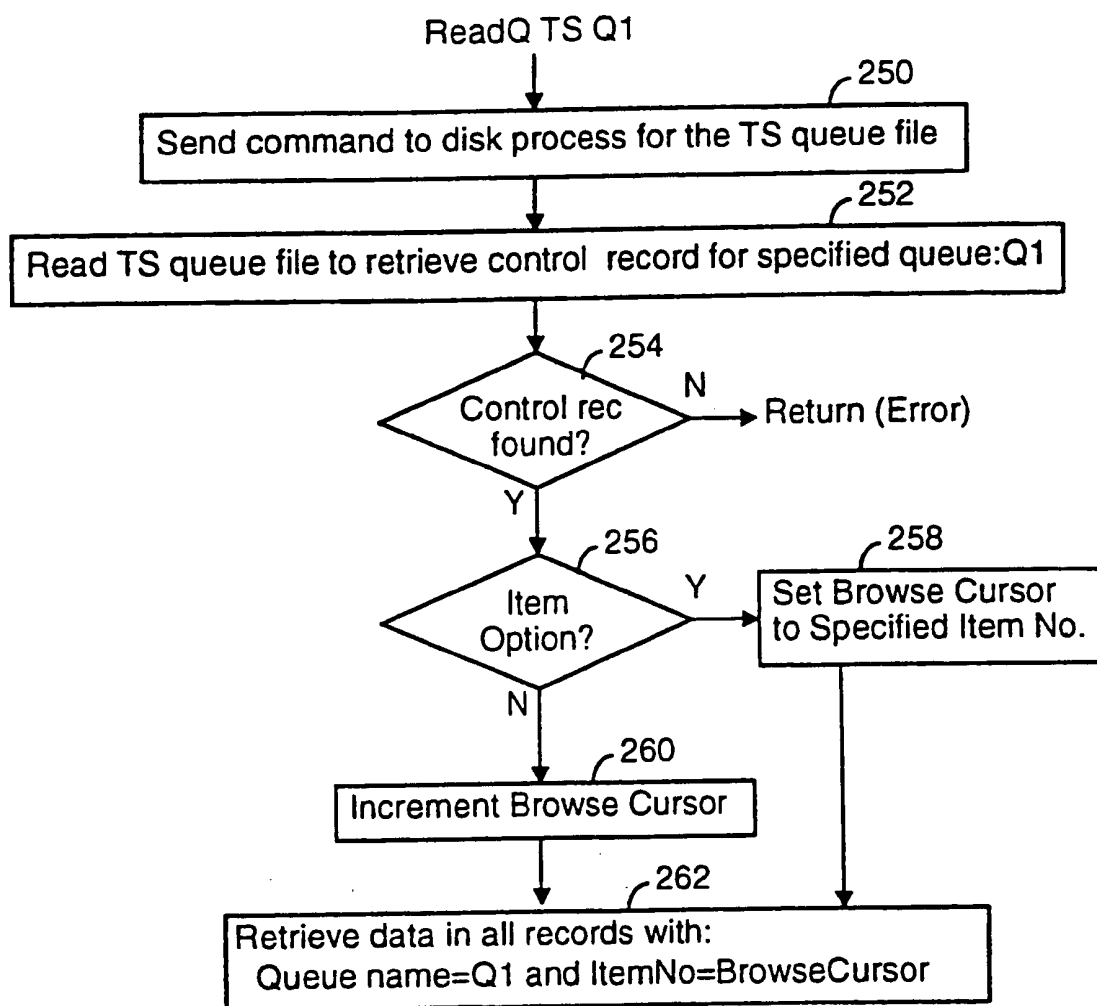 ReadQ TS Q1
250
Send command to disk process for the TS queue file
252
Read TS queue file to retrieve control record for specified queue:Q1
254
Control rec
found?
N
Return (Error)
Y
256
Item
Option?
Y
258
Set Browse Cursor
to Specified Item No.
N
260
Increment Browse Cursor
262
Retrieve data in all records with:
Queue name=Q1 and ItemNo=BrowseCursor